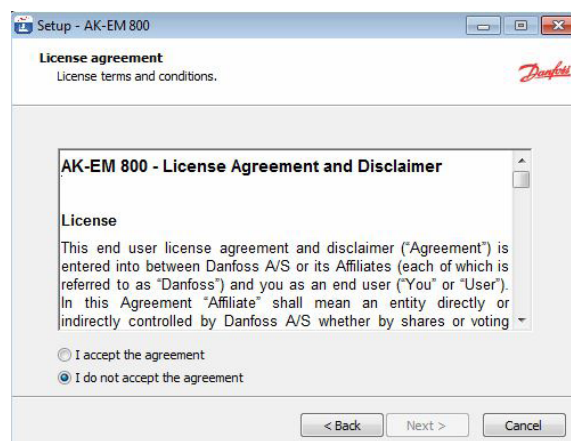 Setup - AK-EM 800
License agreement
License terms and conditions.
Danfoss
AK-EM 800 - License Agreement and Disclaimer
License
This end user license agreement and disclaimer (“Agreement”) is
entered into between Danfoss A/S or its Affiliates (each of which is
referred to as “Danfoss”) and you as an end user (“You” or “User”).
In this Agreement “Affiliate” shall mean an entity directly or
indirectly controlled by Danfoss A/S whether by shares or voting
I accept the agreement
I do not accept the agreement
< Back Next > Cancel